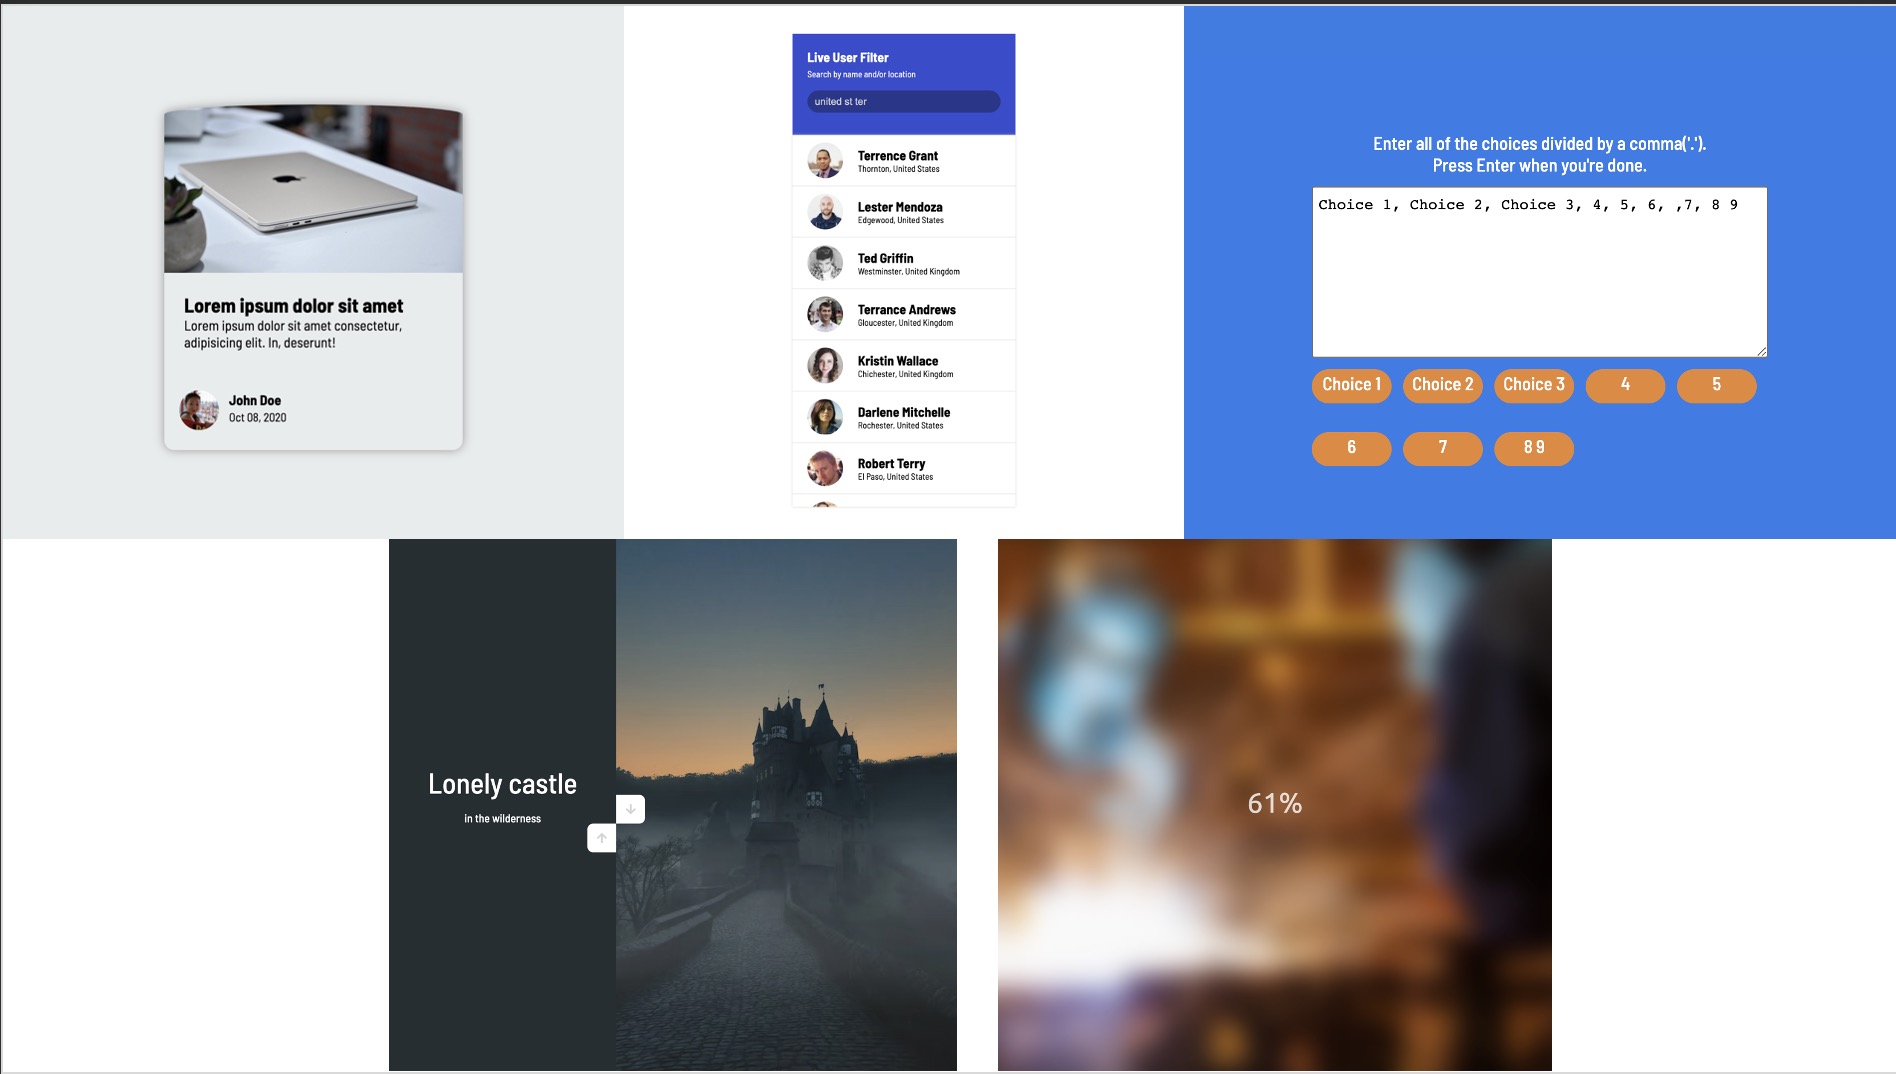 Lorem ipsum dolor sit amet
Lorem ipsum dolor sit amet consectetur,
adipisicing elit. In, deserunt!
John Doe
Oct 08, 2020
Live User Filter
Search by name and/or location
united st ter
Terrence Grant
Thornton, United States
Lester Mendoza
Edgewood, United States
Ted Griffin
Westminster, United Kingdom
Terrance Andrews
Gloucester, United Kingdom
Kristin Wallace
Chichester, United Kingdom
Darlene Mitchelle
Rochester, United States
Robert Terry
El Paso, United States
Enter all of the choices divided by a comma('.').
Press Enter when you're done.
Choice 1, Choice 2, Choice 3, 4, 5, 6, ,7, 8 9
Choice 1 Choice 2 Choice 3 4 5
6 7 8 9
Lonely castle
in the wilderness
61%